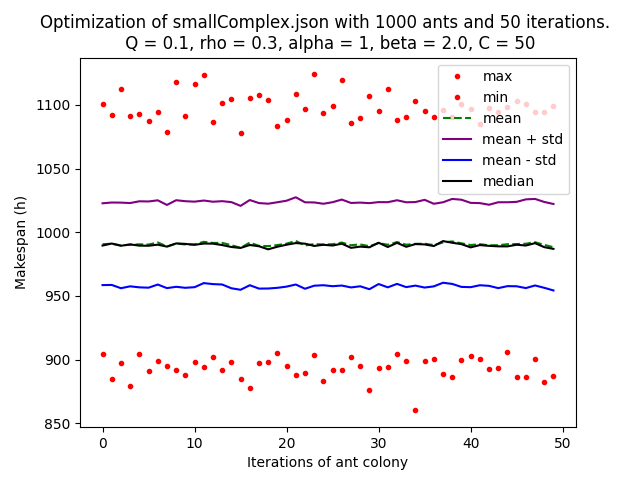 Optimization of smallComplex.json with 1000 ants and 50 iterations.
Q = 0.1, rho = 0.3, alpha = 1, beta = 2.0, C = 50
max
min
mean
mean + std
mean - std
median
Makespan (h)
1100
1050
1000
950
900
850
0 10 20 30 40 50
Iterations of ant colony